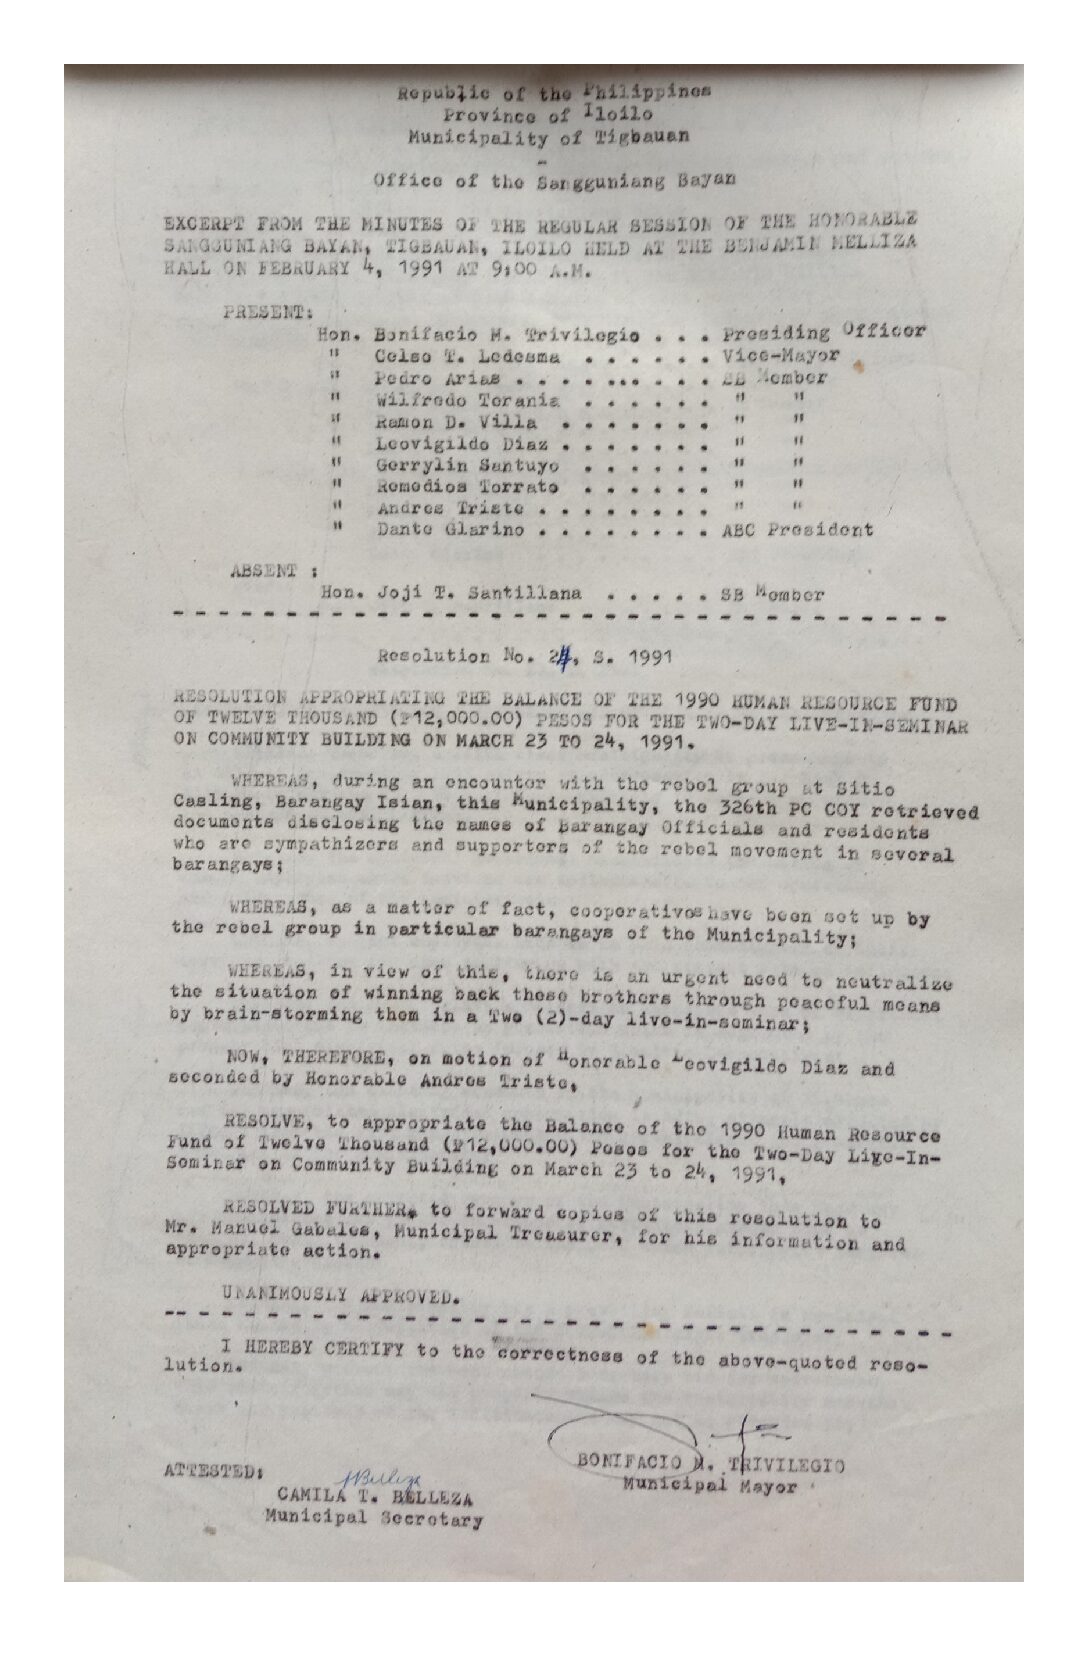 Republic of the Philippines
Province of Iloilo
Municipality of Tigbauan
-
Office of the Sangguniang Bayan
EXCERPT FROM THE MINUTES OF THE REGULAR SESSION OF THE HONORABLE
SANGGUNIANG BAYAN, TIGBAUAN, ILOILO HELD AT THE BENJAMIN MELLIZA
HALL ON FEBRUARY 4, 1991 AT 9:00 A.M.
PRESENT:
Hon. Bonifacio M. Trivilegio . . . Presiding Officer
" Celso T. Ledesma . . . . . . Vice-Mayor
" Pedro Arias . . . . ... . . . . SB Member
" Wilfredo Torania . . . . . . " "
" Ramon D. Villa . . . . . . . " "
" Leovigildo Diaz . . . . . . . " "
" Gerrylin Santuyo . . . . . . " "
" Remedios Torrato . . . . . . " "
" Andres Triste . . . . . . . . " "
" Dante Glarino . . . . . . . . ABC President
ABSENT :
Hon. Joji T. Santillana . . . . . SB Member
- - - - - - - - - - - - - - - - - - - - - - - - - - - - - - - - - -
Resolution No. 24, S. 1991
RESOLUTION APPROPRIATING THE BALANCE OF THE 1990 HUMAN RESOURCE FUND
OF TWELVE THOUSAND (₱12,000.00) PESOS FOR THE TWO-DAY LIVE-IN-SEMINAR
ON COMMUNITY BUILDING ON MARCH 23 TO 24, 1991.
WHEREAS, during an encounter with the rebel group at Sitio
Casling, Barangay Isian, this Municipality, the 326th PC COY retrieved
documents disclosing the names of Barangay Officials and residents
who are sympathizers and supporters of the rebel movement in several
barangays;
WHEREAS, as a matter of fact, cooperatives have been set up by
the rebel group in particular barangays of the Municipality;
WHEREAS, in view of this, there is an urgent need to neutralize
the situation of winning back these brothers through peaceful means
by brain-storming them in a Two (2)-day live-in-seminar;
NOW, THEREFORE, on motion of Honorable Leovigildo Diaz and
seconded by Honorable Andres Triste,
RESOLVE, to appropriate the Balance of the 1990 Human Resource
Fund of Twelve Thousand (₱12,000.00) Pesos for the Two-Day Live-In-
Seminar on Community Building on March 23 to 24, 1991,
RESOLVED FURTHER, to forward copies of this resolution to
Mr. Manuel Gabales, Municipal Treasurer, for his information and
appropriate action.
UNANIMOUSLY APPROVED.
- - - - - - - - - - - - - - - - - - - - - - - - - - - - - - - - - -
I HEREBY CERTIFY to the correctness of the above-quoted reso-
lution.
BONIFACIO M. TRIVILEGIO
Municipal Mayor
ATTESTED:
CAMILA T. BELLEZA
Municipal Secretary